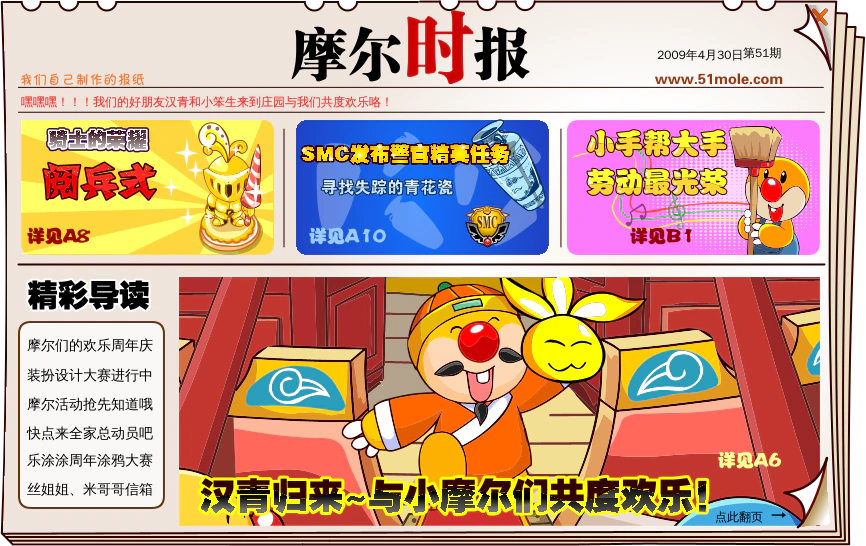 摩尔时报
2009年4月30日第51期
我们自己制作的报纸
www.51mole.com
嘿嘿嘿！！！我们的好朋友汉青和小笨生来到庄园与我们共度欢乐咯！
骑士的荣耀
阅兵式
详见A8
SMC发布警官精英任务
寻找失踪的青花瓷
SMC
详见A10
小手帮大手
劳动最光荣
详见B1
精彩导读
摩尔们的欢乐周年庆
装扮设计大赛进行中
摩尔活动抢先知道哦
快点来全家总动员吧
乐涂涂周年涂鸦大赛
丝姐姐、米哥哥信箱
详见A6
汉青归来~与小摩尔们共度欢乐!
点此翻页 →